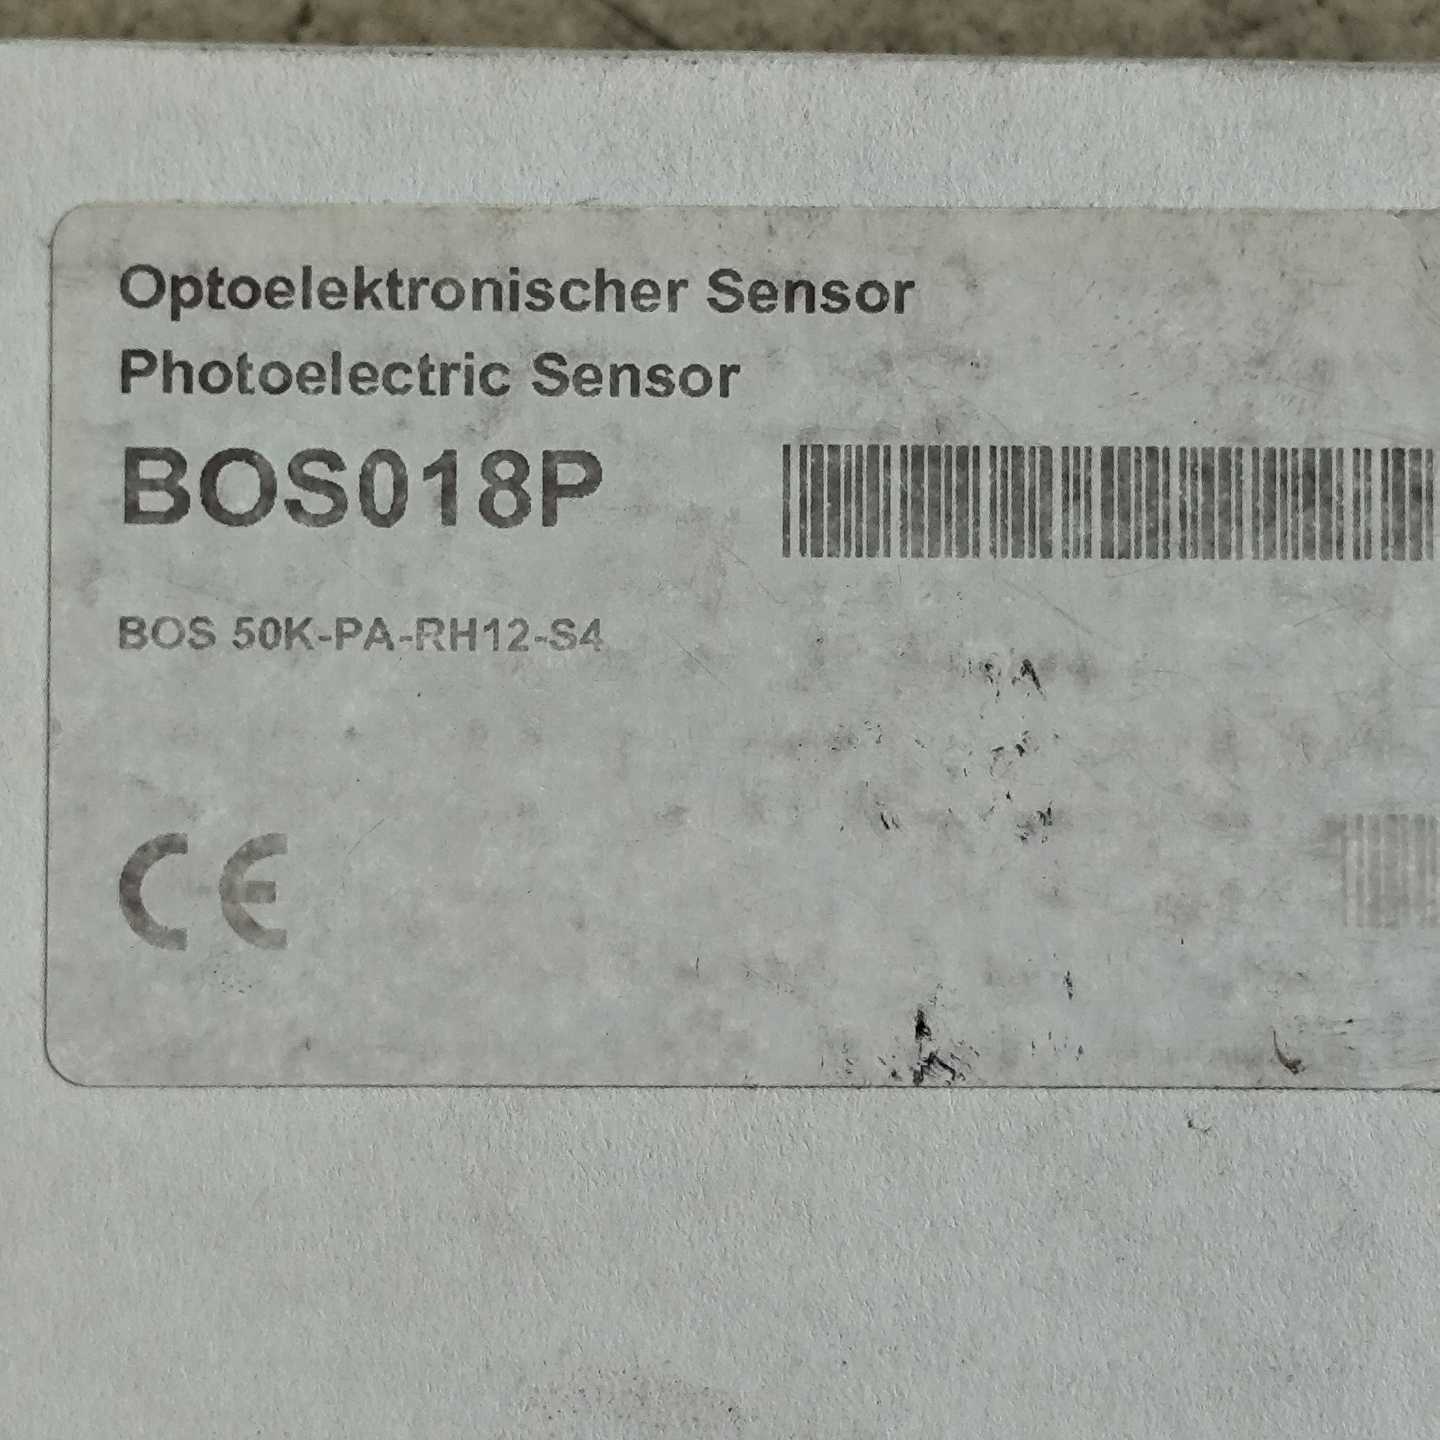 Optoelektronischer Sensor
Photoelectric Sensor
BOS018P
BOS 50K-PA-RH12-S4
CE